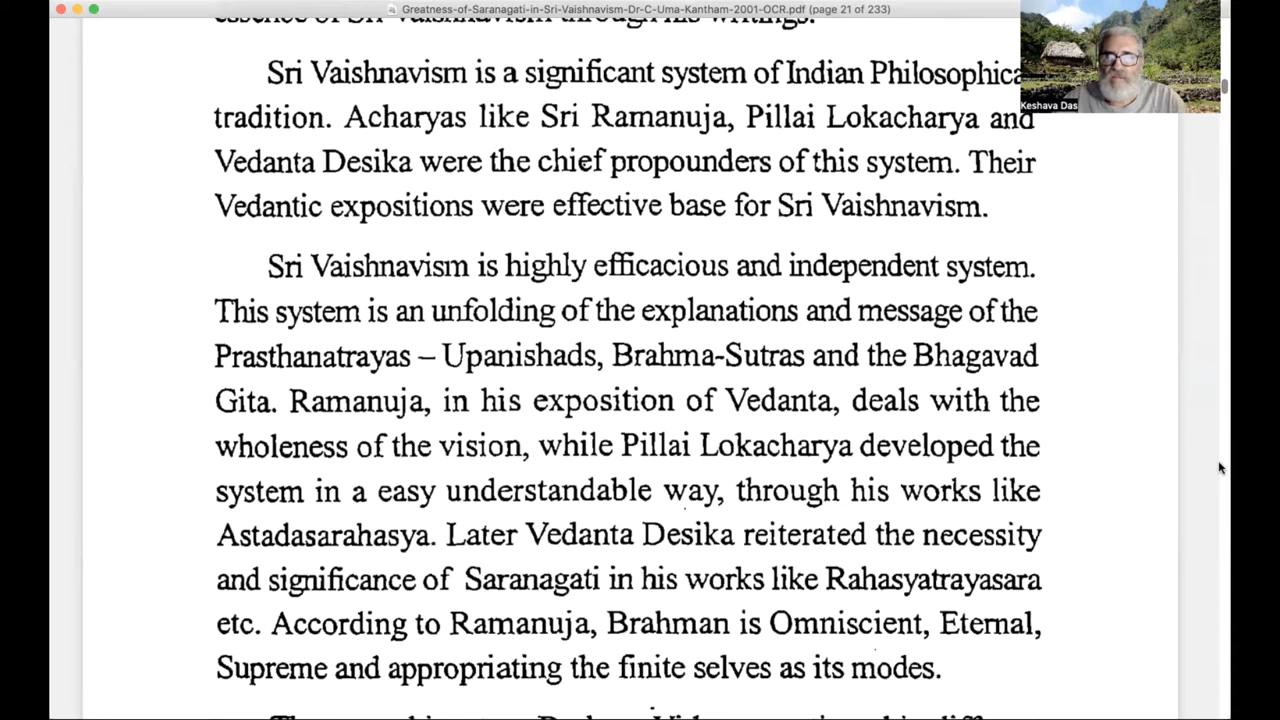 Greatness-of-Saranagati-in-Sri-Vaishnavism-Dr-C-Uma-Kantham-2001-OCR.pdf (page 21 of 233)
essence of Sri Vaishnavism through his writings.
Sri Vaishnavism is a significant system of Indian Philosophica
tradition. Acharyas like Sri Ramanuja, Pillai Lokacharya and
Vedanta Desika were the chief propounders of this system. Their
Vedantic expositions were effective base for Sri Vaishnavism.
Sri Vaishnavism is highly efficacious and independent system.
This system is an unfolding of the explanations and message of the
Prasthanatrayas – Upanishads, Brahma-Sutras and the Bhagavad
Gita. Ramanuja, in his exposition of Vedanta, deals with the
wholeness of the vision, while Pillai Lokacharya developed the
system in a easy understandable way, through his works like
Astadasarahasya. Later Vedanta Desika reiterated the necessity
and significance of Saranagati in his works like Rahasyatrayasara
etc. According to Ramanuja, Brahman is Omniscient, Eternal,
Supreme and appropriating the finite selves as its modes.
Keshava Das